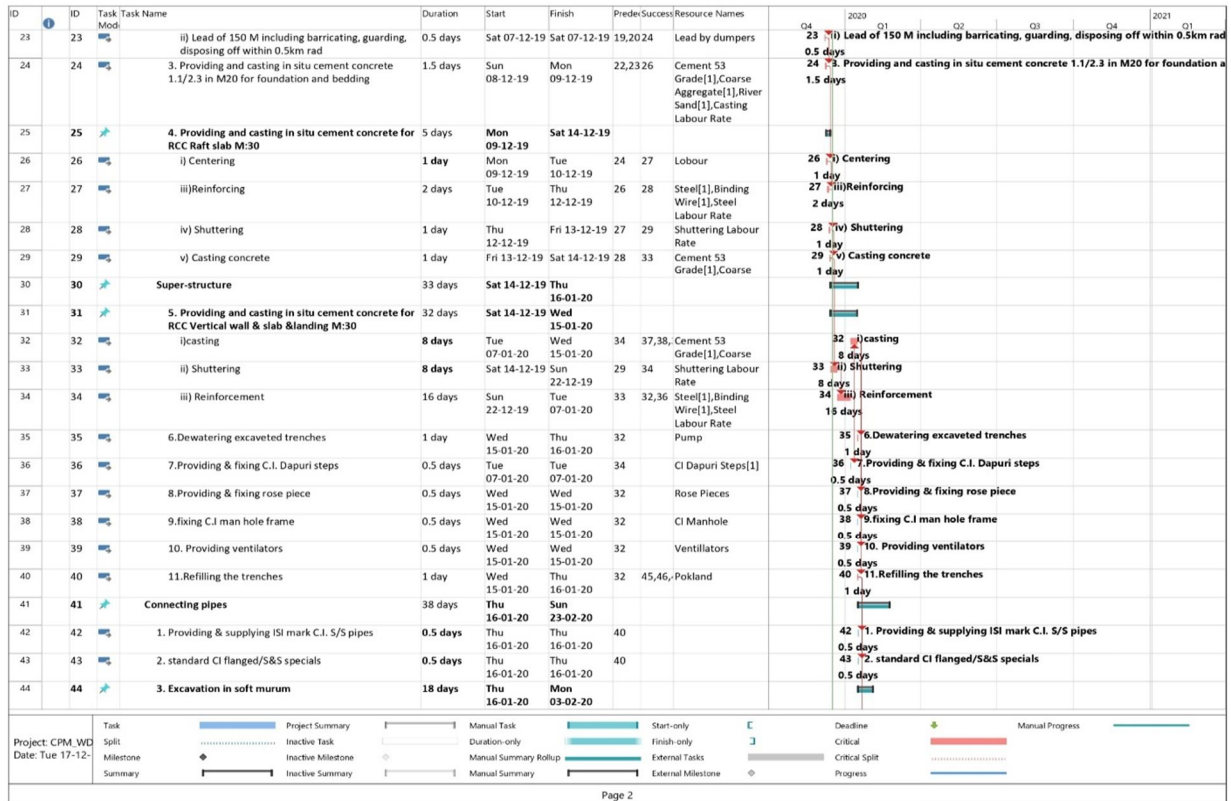 ID ID Task Mode Task Name Duration Start Finish Prede Success Resource Names
2020 2021
Q4 Q1 Q2 Q3 Q4 Q1
23 23 ii) Lead of 150 M including barricating, guarding, 0.5 days Sat 07-12-19 Sat 07-12-19 19,20 24 Lead by dumpers
disposing off within 0.5km rad
23 ii) Lead of 150 M including barricating, guarding, disposing off within 0.5km rad
0.5 days
24 24 3. Providing and casting in situ cement concrete 1.5 days Sun Mon 22,23 26 Cement 53
1.1/2.3 in M20 for foundation and bedding 08-12-19 09-12-19 Grade[1],Coarse
Aggregate[1],River
Sand[1],Casting
Labour Rate
24 3. Providing and casting in situ cement concrete 1.1/2.3 in M20 for foundation a
1.5 days
25 25 4. Providing and casting in situ cement concrete for 5 days Mon Sat 14-12-19
RCC Raft slab M:30 09-12-19
26 26 i) Centering 1 day Mon Tue 24 27 Lobour
09-12-19 10-12-19
26 i) Centering
1 day
27 27 iii)Reinforcing 2 days Tue Thu 26 28 Steel[1],Binding
10-12-19 12-12-19 Wire[1],Steel
Labour Rate
27 iii)Reinforcing
2 days
28 28 iv) Shuttering 1 day Thu Fri 13-12-19 27 29 Shuttering Labour
12-12-19 Rate
28 iv) Shuttering
1 day
29 29 v) Casting concrete 1 day Fri 13-12-19 Sat 14-12-19 28 33 Cement 53
Grade[1],Coarse
29 v) Casting concrete
1 day
30 30 Super-structure 33 days Sat 14-12-19 Thu
16-01-20
31 31 5. Providing and casting in situ cement concrete for 32 days Sat 14-12-19 Wed
RCC Vertical wall & slab &landing M:30 15-01-20
32 32 i)casting 8 days Tue Wed 34 37,38, Cement 53
07-01-20 15-01-20 Grade[1],Coarse
32 i)casting
8 days
33 33 ii) Shuttering 8 days Sat 14-12-19 Sun 29 34 Shuttering Labour
22-12-19 Rate
33 ii) Shuttering
8 days
34 34 iii) Reinforcement 16 days Sun Tue 33 32,36 Steel[1],Binding
22-12-19 07-01-20 Wire[1],Steel
Labour Rate
34 iii) Reinforcement
16 days
35 35 6.Dewatering excaveted trenches 1 day Wed Thu 32 Pump
15-01-20 16-01-20
35 6.Dewatering excaveted trenches
1 day
36 36 7.Providing & fixing C.I. Dapuri steps 0.5 days Tue Tue 34 CI Dapuri Steps[1]
07-01-20 07-01-20
36 7.Providing & fixing C.I. Dapuri steps
0.5 days
37 37 8.Providing & fixing rose piece 0.5 days Wed Wed 32 Rose Pieces
15-01-20 15-01-20
37 8.Providing & fixing rose piece
0.5 days
38 38 9.fixing C.I man hole frame 0.5 days Wed Wed 32 CI Manhole
15-01-20 15-01-20
38 9.fixing C.I man hole frame
0.5 days
39 39 10. Providing ventilators 0.5 days Wed Wed 32 Ventillators
15-01-20 15-01-20
39 10. Providing ventilators
0.5 days
40 40 11.Refilling the trenches 1 day Wed Thu 32 45,46, Pokland
15-01-20 16-01-20
40 11.Refilling the trenches
1 day
41 41 Connecting pipes 38 days Thu Sun
16-01-20 23-02-20
42 42 1. Providing & supplying ISI mark C.I. S/S pipes 0.5 days Thu Thu 40
16-01-20 16-01-20
42 1. Providing & supplying ISI mark C.I. S/S pipes
0.5 days
43 43 2. standard CI flanged/S&S specials 0.5 days Thu Thu 40
16-01-20 16-01-20
43 2. standard CI flanged/S&S specials
0.5 days
44 44 3. Excavation in soft murum 18 days Thu Mon
16-01-20 03-02-20
Project: CPM_WD
Date: Tue 17-12-
Task Project Summary Manual Task Start-only Deadline Manual Progress
Split Inactive Task Duration-only Finish-only Critical
Milestone Inactive Milestone Manual Summary Rollup External Tasks Critical Split
Summary Inactive Summary Manual Summary External Milestone Progress
Page 2